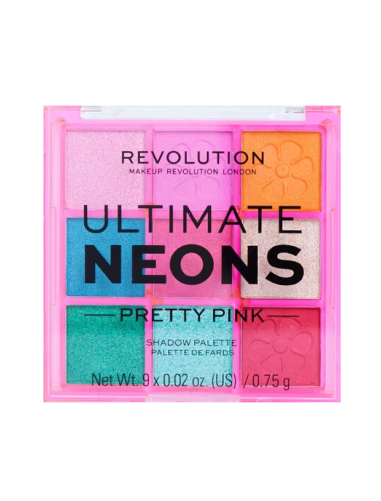 REVOLUTION
MAKEUP REVOLUTION LONDON
ULTIMATE
NEONS
PRETTY PINK
SHADOW PALETTE
PALETTE DE FARDS
Net Wt. 9 x 0.02 oz. (US) / 0.75 g